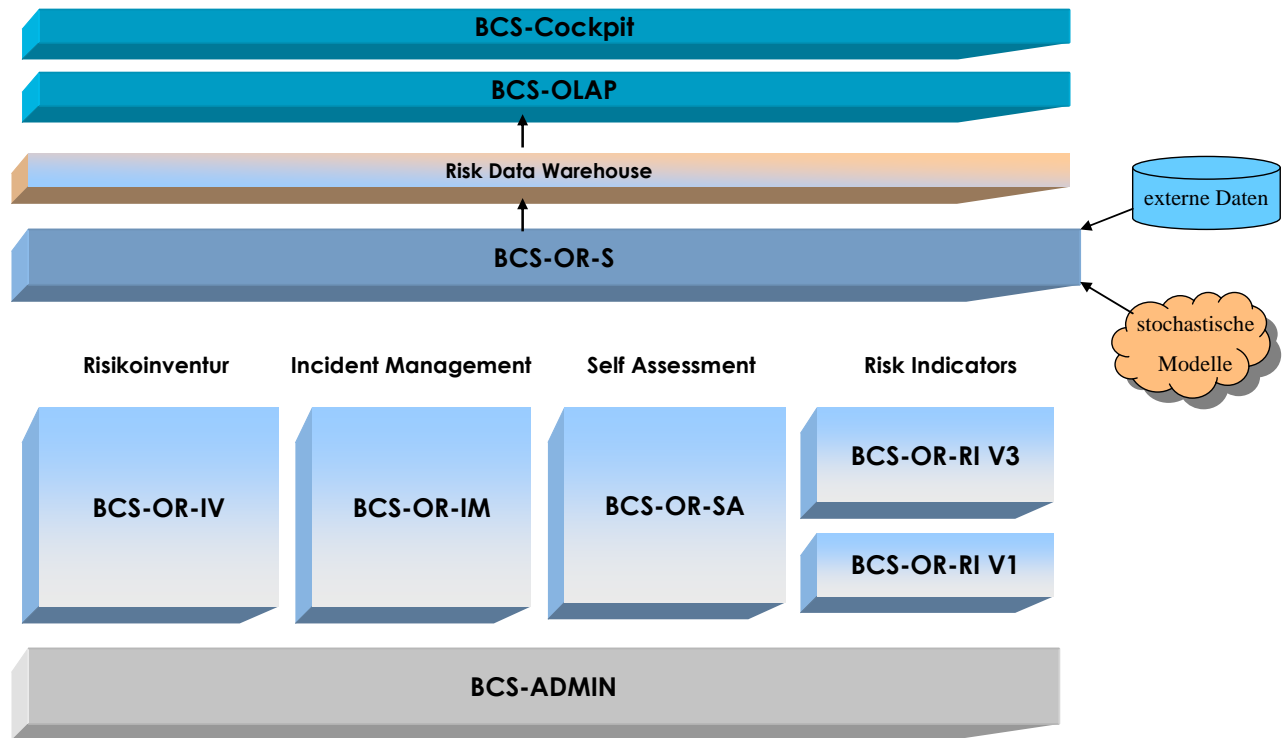 BCS-Cockpit
BCS-OLAP
Risk Data Warehouse
externe Daten
BCS-OR-S
stochastische
Modelle
Risikoinventur
Incident Management
Self Assessment
Risk Indicators
BCS-OR-IV
BCS-OR-IM
BCS-OR-SA
BCS-OR-RI V3
BCS-OR-RI V1
BCS-ADMIN